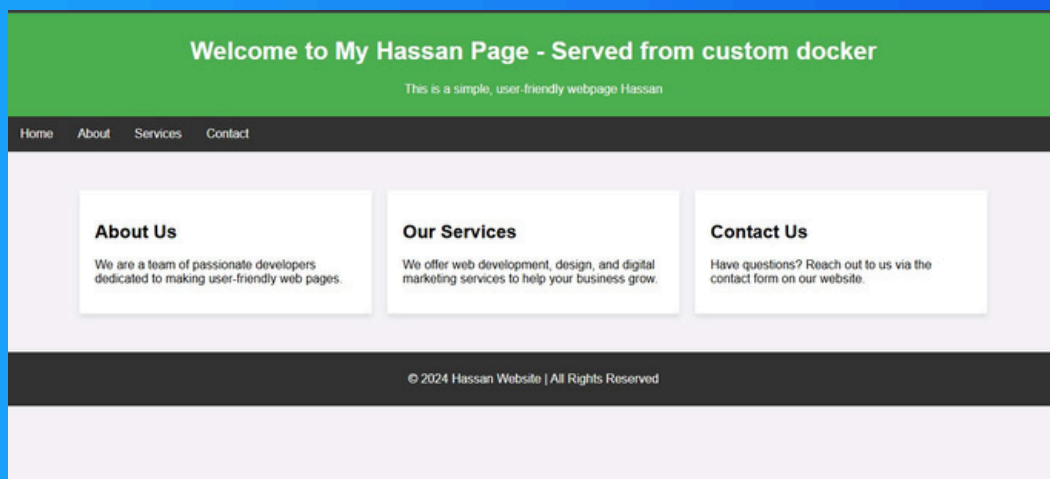 Welcome to My Hassan Page - Served from custom docker
This is a simple, user-friendly webpage Hassan
Home About Services Contact
About Us
We are a team of passionate developers
dedicated to making user-friendly web pages.
Our Services
We offer web development, design, and digital
marketing services to help your business grow.
Contact Us
Have questions? Reach out to us via the
contact form on our website.
© 2024 Hassan Website | All Rights Reserved